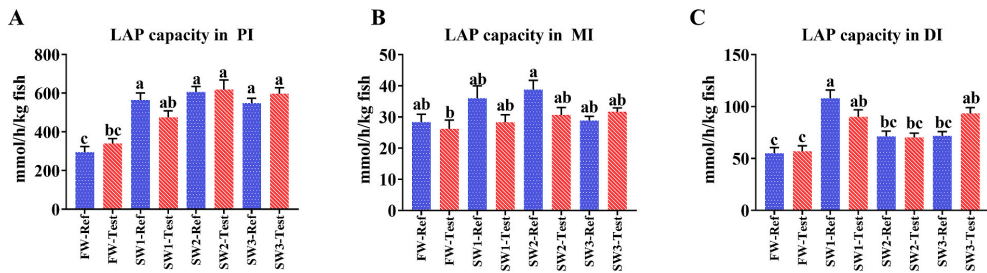 A
LAP capacity in PI
mmol/h/kg fish
800
600
400
200
0
c
bc
a
ab
a
a
a
a
FW-Ref
FW-Test
SW1-Ref
SW1-Test
SW2-Ref
SW2-Test
SW3-Ref
SW3-Test
B
LAP capacity in MI
mmol/h/kg fish
50
40
30
20
10
0
ab
b
ab
ab
a
ab
ab
ab
FW-Ref
FW-Test
SW1-Ref
SW1-Test
SW2-Ref
SW2-Test
SW3-Ref
SW3-Test
C
LAP capacity in DI
mmol/h/kg fish
150
100
50
0
c
c
a
ab
bc
bc
bc
ab
FW-Ref
FW-Test
SW1-Ref
SW1-Test
SW2-Ref
SW2-Test
SW3-Ref
SW3-Test